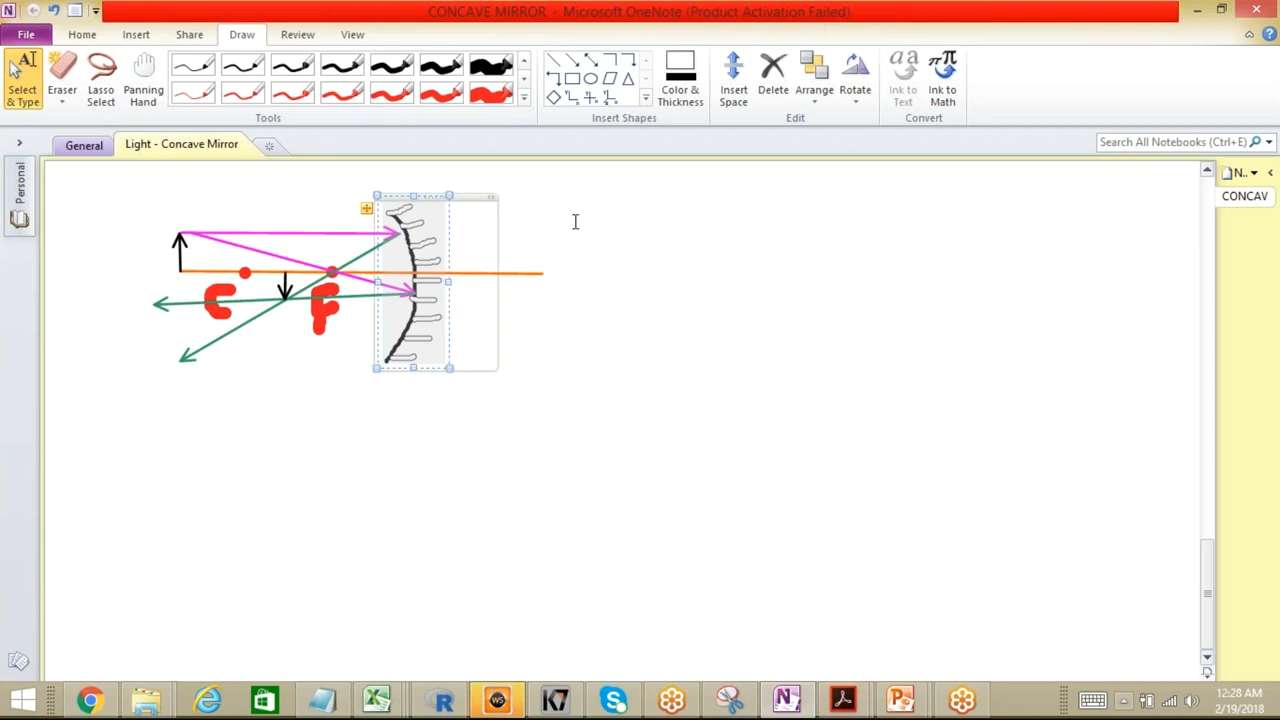 CONCAVE MIRROR - Microsoft OneNote (Product Activation Failed)
File Home Insert Share Draw Review View
Select & Type
Eraser
Lasso Select
Panning Hand
Color & Thickness
Insert Space
Delete
Arrange
Rotate
Ink to Text
Ink to Math
Tools Insert Shapes Edit Convert
General Light - Concave Mirror
Search All Notebooks (Ctrl+E)
N..
CONCAV
Personal
C F
12:28 AM
2/19/2018